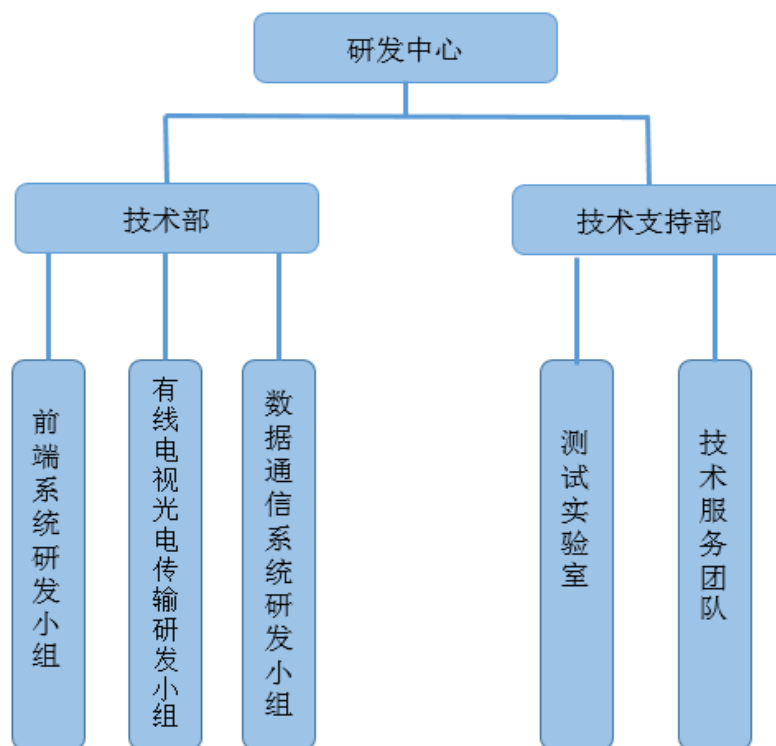 研发中心
技术部
技术支持部
前端系统研发小组
有线电视光电传输研发小组
数据通信系统研发小组
测试实验室
技术服务团队